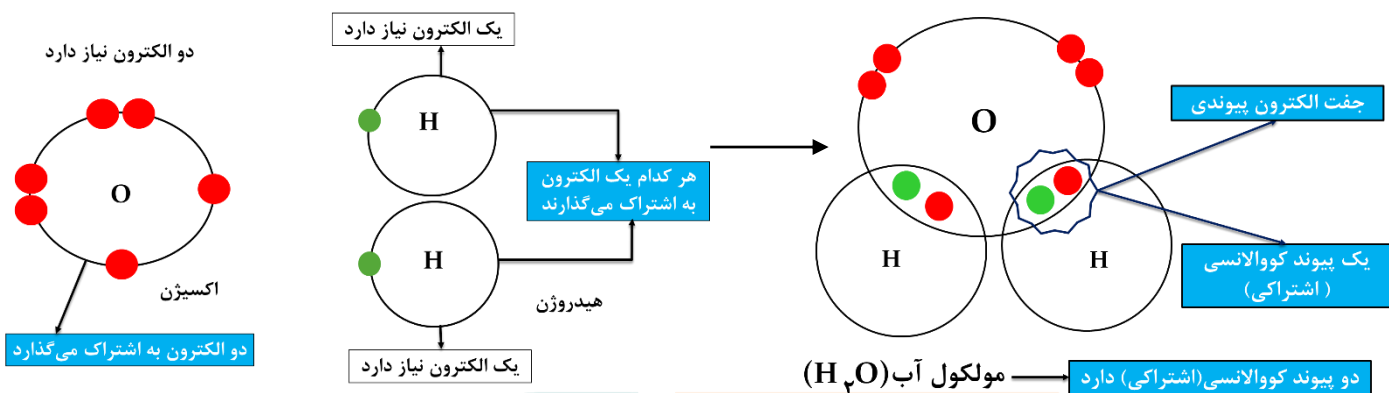 دو الکترون نیاز دارد
O
اکسیژن
دو الکترون به اشتراک می‌گذارد
یک الکترون نیاز دارد
H
هر کدام یک الکترون
به اشتراک می‌گذارند
H
هیدروژن
یک الکترون نیاز دارد
O
H
H
جفت الکترون پیوندی
یک پیوند کووالانسی
( اشتراکی)
مولکول آب (H۲O)
دو پیوند کووالانسی(اشتراکی) دارد